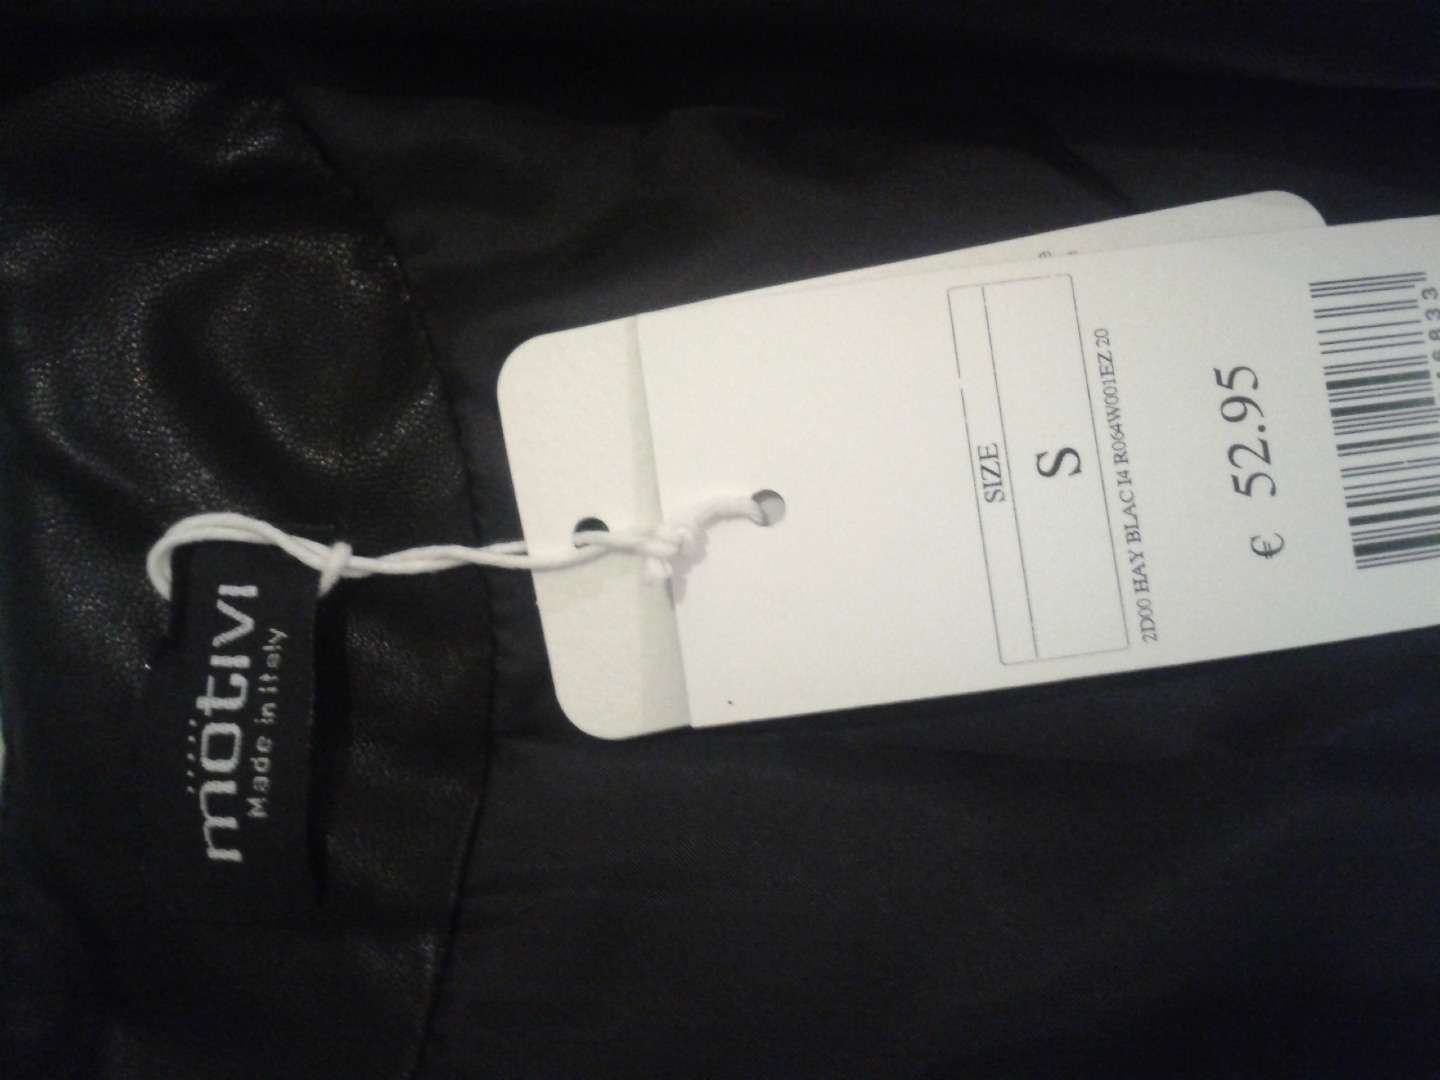 motivi
Made in italy
SIZE
S
2D00 HAY BLAC I4 R064W001EZ 20
€ 52.95